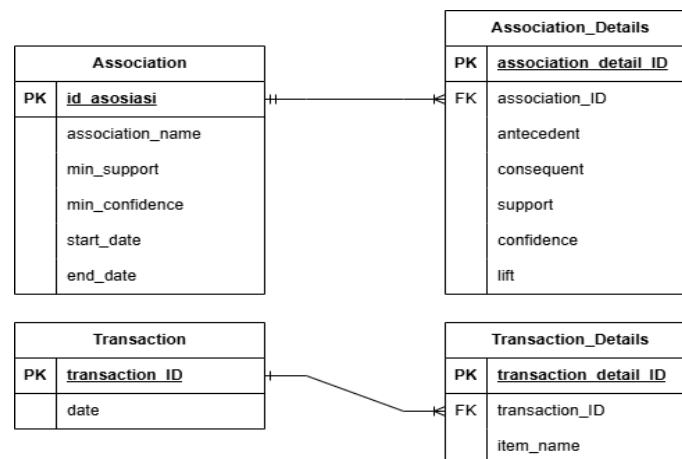 Association
PK id_asosiasi
association_name
min_support
min_confidence
start_date
end_date
Association_Details
PK association_detail_ID
FK association_ID
antecedent
consequent
support
confidence
lift
Transaction
PK transaction_ID
date
Transaction_Details
PK transaction_detail_ID
FK transaction_ID
item_name